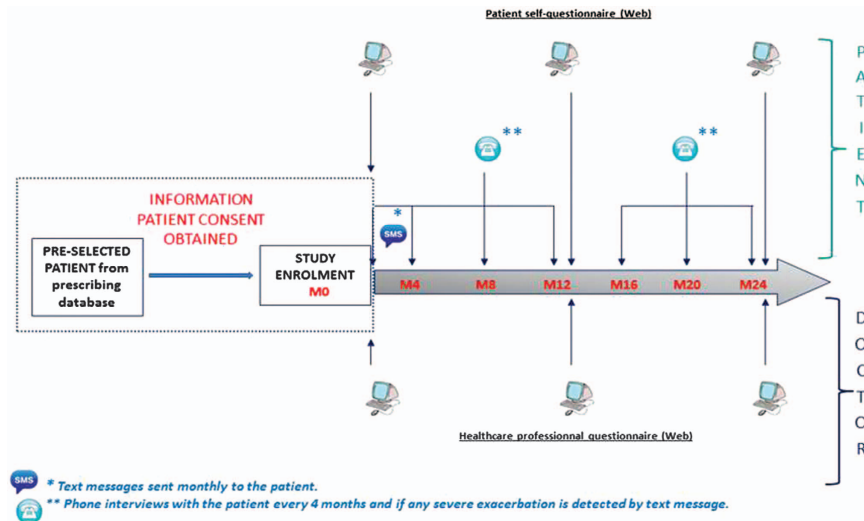 Patient self-questionnaire (Web)
P
A
T
I
E
N
T
**
**
INFORMATION
PATIENT CONSENT
OBTAINED
*
SMS
PRE-SELECTED
PATIENT from
prescribing
database
STUDY
ENROLMENT
M0
M4 M8 M12 M16 M20 M24
D
O
C
T
O
R
Healthcare professionnal questionnaire (Web)
SMS * Text messages sent monthly to the patient.
** Phone interviews with the patient every 4 months and if any severe exacerbation is detected by text message.